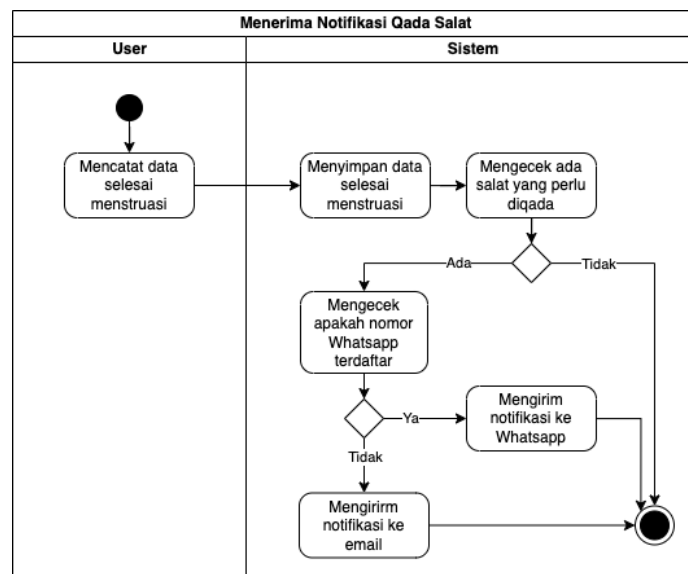 Menerima Notifikasi Qada Salat
User
Sistem
Mencatat data
selesai
menstruasi
Menyimpan data
selesai
menstruasi
Mengecek ada
salat yang perlu
diqada
Ada
Tidak
Mengecek
apakah nomor
Whatsapp
terdaftar
Ya
Mengirim
notifikasi ke
Whatsapp
Tidak
Mengirirm
notifikasi ke
email